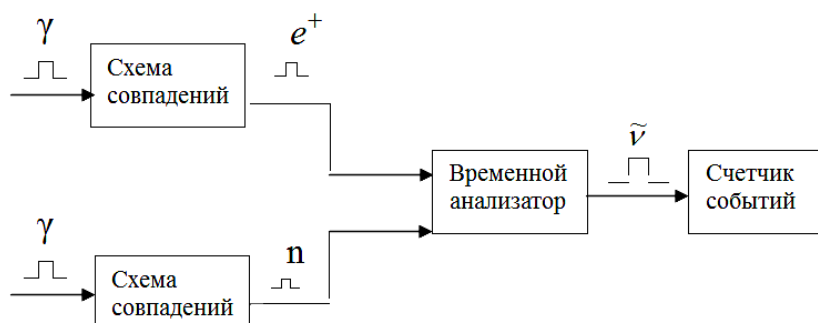 γ
Схема
совпадений
e⁺
Временной
анализатор
ν̃
Счетчик
событий
γ
Схема
совпадений
n